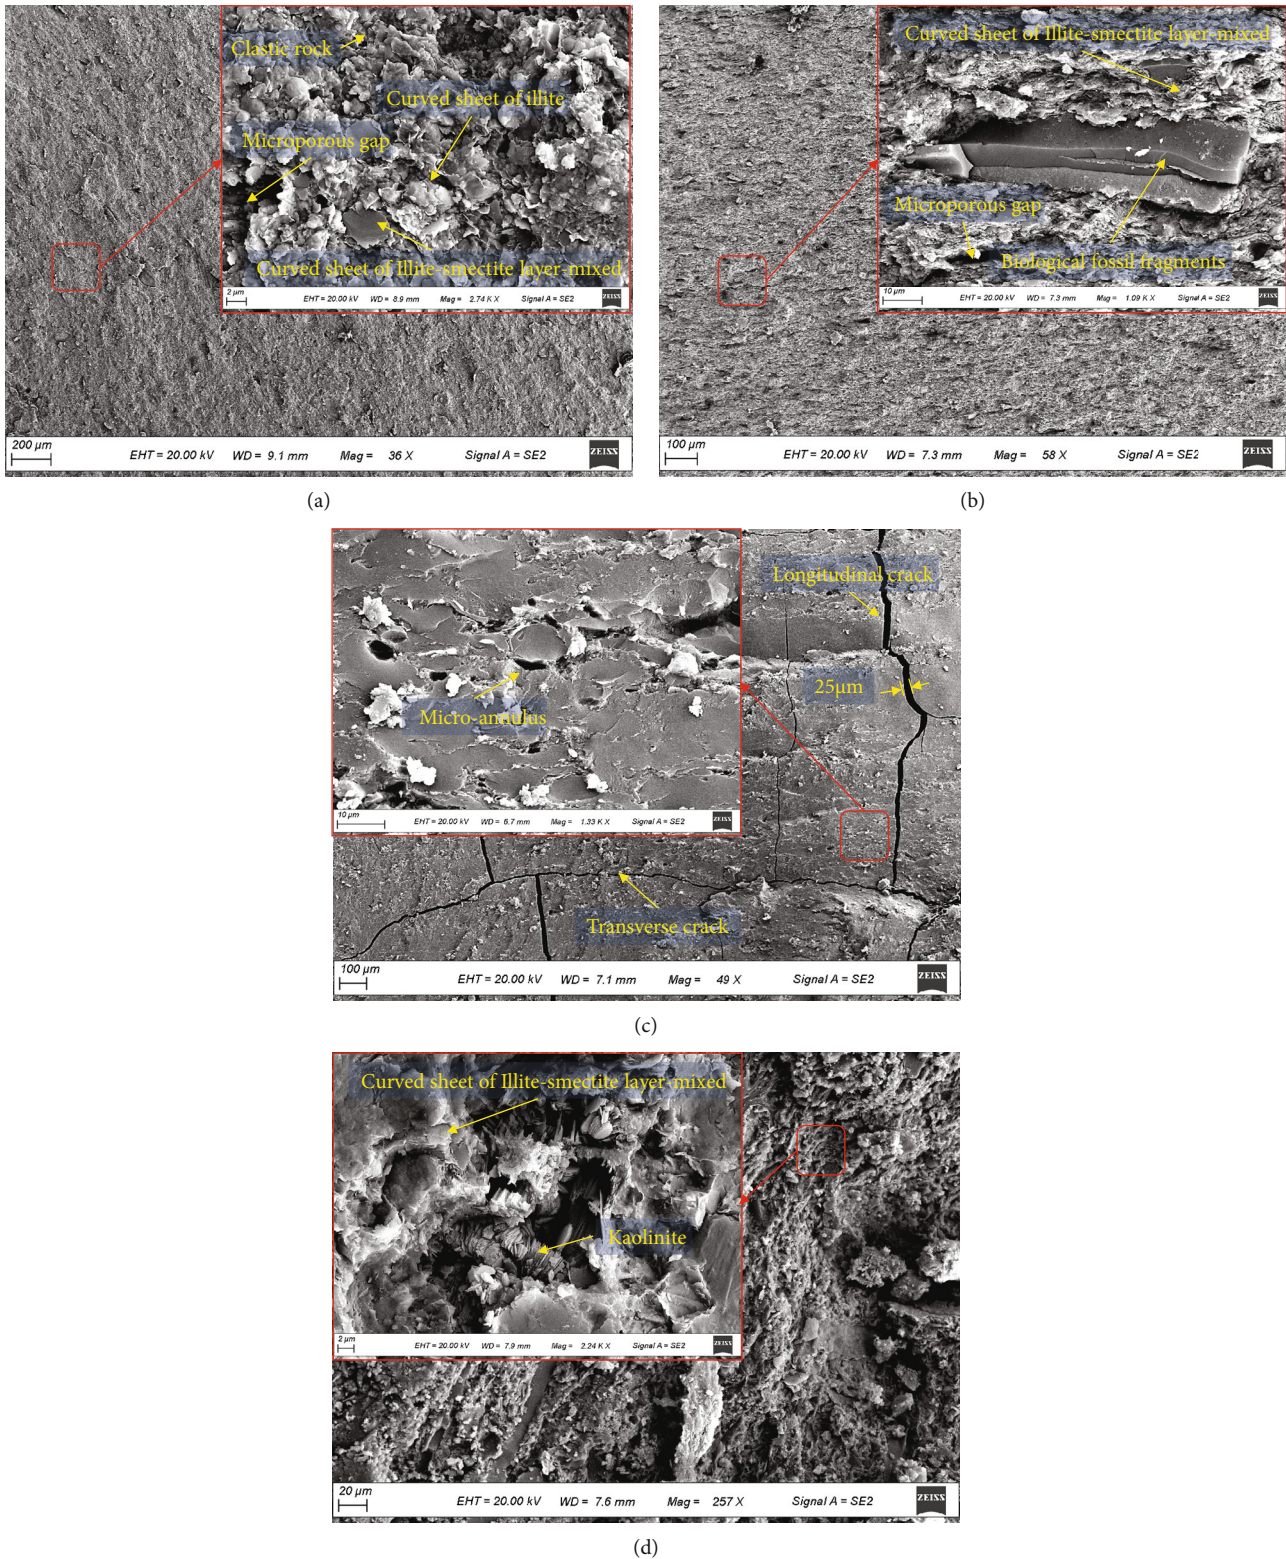 Clastic rock
Curved sheet of illite
Microporous gap
Curved sheet of Illite-smectite layer-mixed
2 µm
EHT = 20.00 kV WD = 8.9 mm Mag = 2.74 K X Signal A = SE2 ZEISS
200 µm
EHT = 20.00 kV WD = 9.1 mm Mag = 36 X Signal A = SE2 ZEISS
(a)
Curved sheet of Illite-smectite layer-mixed
Microporous gap
Biological fossil fragments
10 µm
EHT = 20.00 kV WD = 7.3 mm Mag = 1.09 K X Signal A = SE2 ZEISS
100 µm
EHT = 20.00 kV WD = 7.3 mm Mag = 58 X Signal A = SE2 ZEISS
(b)
Longitudinal crack
25µm
Micro-annulus
10 µm
EHT = 20.00 kV WD = 6.7 mm Mag = 1.33 K X Signal A = SE2 ZEISS
Transverse crack
100 µm
EHT = 20.00 kV WD = 7.1 mm Mag = 49 X Signal A = SE2 ZEISS
(c)
Curved sheet of Illite-smectite layer-mixed
Kaolinite
2 µm
EHT = 20.00 kV WD = 7.9 mm Mag = 2.24 K X Signal A = SE2 ZEISS
20 µm
EHT = 20.00 kV WD = 7.6 mm Mag = 257 X Signal A = SE2 ZEISS
(d)